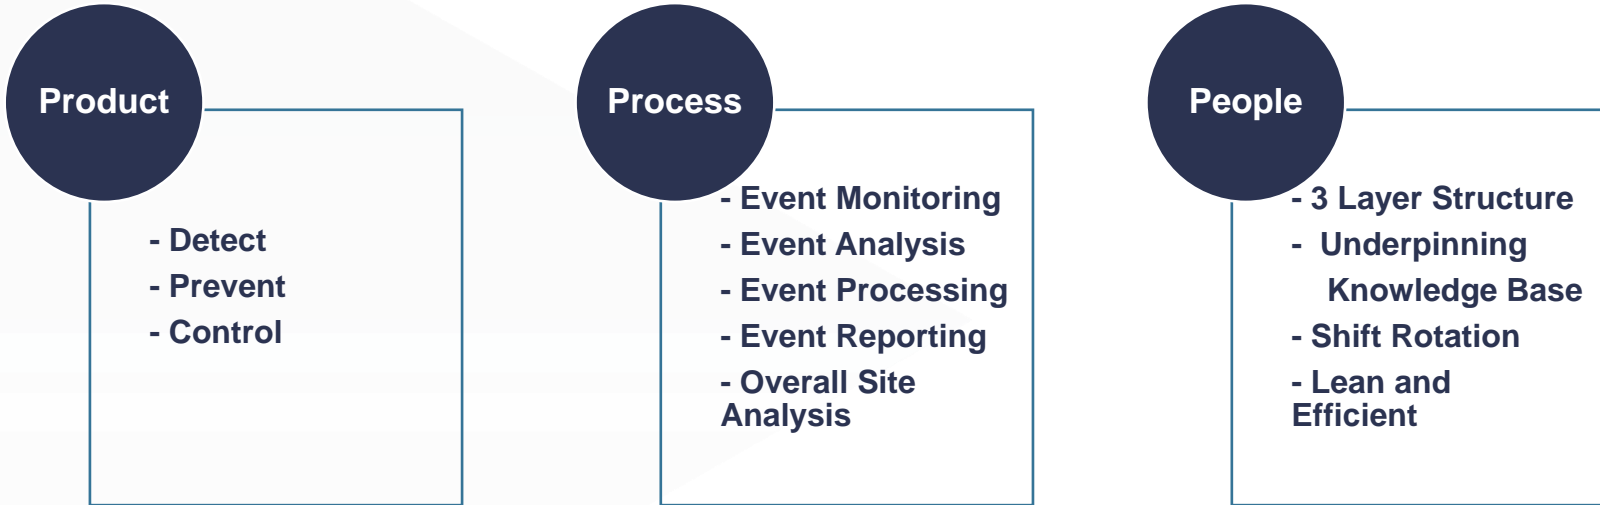 Product
- Detect
- Prevent
- Control
Process
- Event Monitoring
- Event Analysis
- Event Processing
- Event Reporting
- Overall Site
Analysis
People
- 3 Layer Structure
- Underpinning
Knowledge Base
- Shift Rotation
- Lean and
Efficient